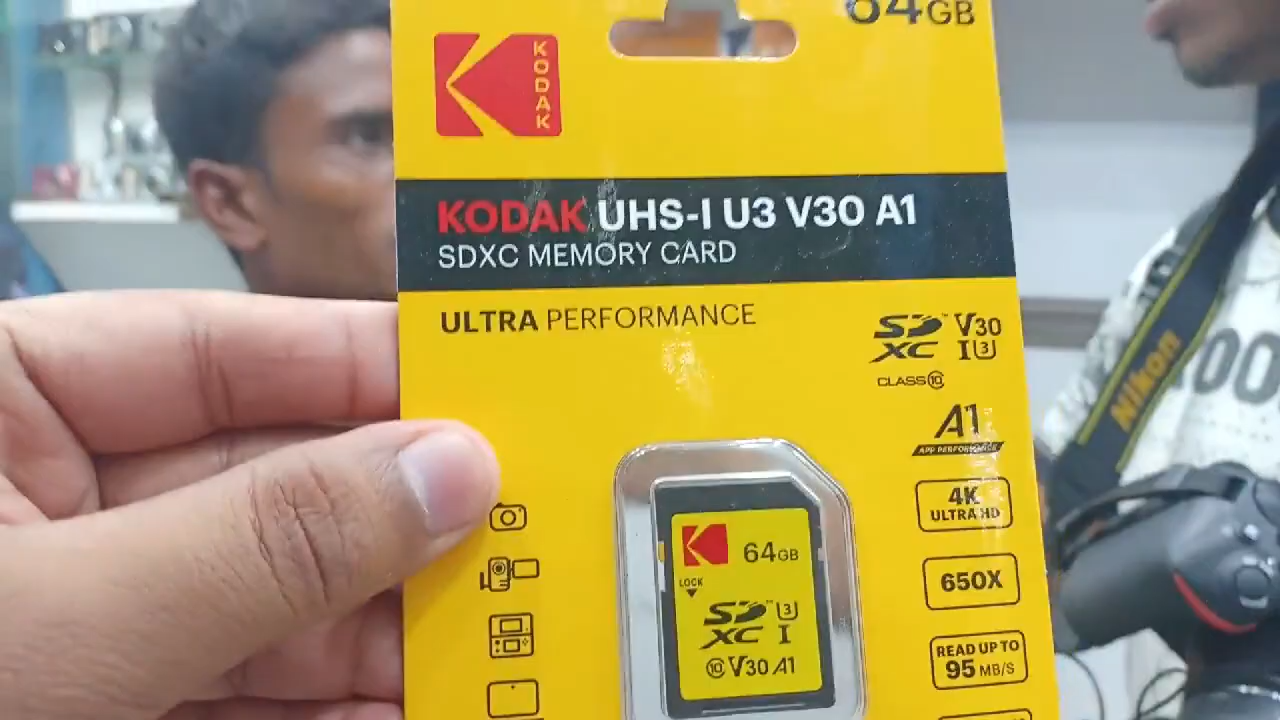 64GB
KODAK
KODAK UHS-I U3 V30 A1
SDXC MEMORY CARD
ULTRA PERFORMANCE
SD XC V30 I U3
CLASS 10
A1
APP PERFORMANCE
4K
ULTRA HD
650X
READ UP TO
95 MB/S
64GB
LOCK
SD XC U3 I
10 V30 A1
Nikon
00